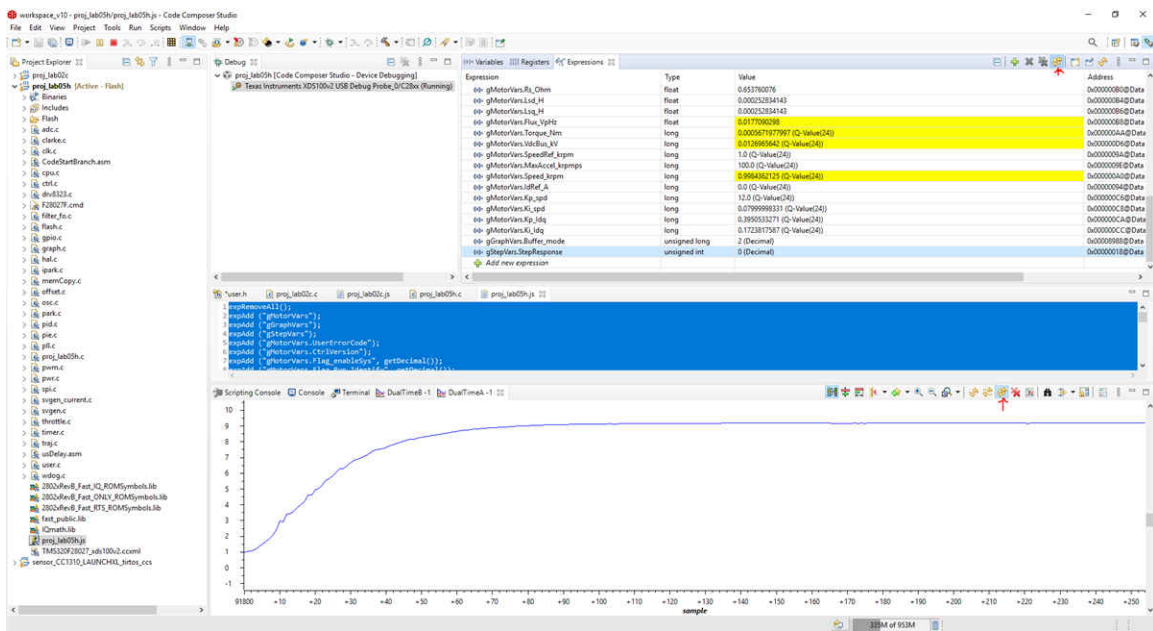 workspace_v10 - proj_lab05h/proj_lab05h.js - Code Composer Studio
File Edit View Project Tools Run Scripts Window Help
Project Explorer
proj_lab02c
proj_lab05h [Active - Flash]
Binaries
Includes
Flash
adc.c
clarke.c
clk.c
CodeStartBranch.asm
cpu.c
ctrl.c
drv8323.c
F28027F.cmd
filter_fo.c
flash.c
gpio.c
graph.c
hal.c
ipark.c
memCopy.c
offset.c
osc.c
park.c
pid.c
pie.c
pll.c
proj_lab05h.c
pwm.c
pwr.c
spi.c
svgen_current.c
svgen.c
throttle.c
timer.c
traj.c
usDelay.asm
user.c
wdog.c
2802xRevB_Fast_IQ_ROMSymbols.lib
2802xRevB_Fast_ONLY_ROMSymbols.lib
2802xRevB_Fast_RTS_ROMSymbols.lib
fast_public.lib
IQmath.lib
proj_lab05h.js
TMS320F28027_xds100v2.ccxml
sensor_CC1310_LAUNCHXL_tirtos_ccs
Debug
proj_lab05h [Code Composer Studio - Device Debugging]
Texas Instruments XDS100v2 USB Debug Probe_0/C28xx (Running)
Variables Registers Expressions
Expression Type Value Address
gMotorVars.Rs_Ohm float 0.653760076 0x000000B0@Data
gMotorVars.Lsd_H float 0.000252834143 0x000000B4@Data
gMotorVars.Lsq_H float 0.000252834143 0x000000B6@Data
gMotorVars.Flux_VpHz float 0.0177090298 0x000000B8@Data
gMotorVars.Torque_Nm long 0.0005671977997 (Q-Value(24)) 0x000000AA@Data
gMotorVars.VdcBus_kV long 0.0126965642 (Q-Value(24)) 0x000000D6@Data
gMotorVars.SpeedRef_krpm long 1.0 (Q-Value(24)) 0x0000009A@Data
gMotorVars.MaxAccel_krpmps long 100.0 (Q-Value(24)) 0x0000009E@Data
gMotorVars.Speed_krpm long 0.9984362125 (Q-Value(24)) 0x000000A0@Data
gMotorVars.IdRef_A long 0.0 (Q-Value(24)) 0x00000094@Data
gMotorVars.Kp_spd long 12.0 (Q-Value(24)) 0x000000C6@Data
gMotorVars.Ki_spd long 0.07999998331 (Q-Value(24)) 0x000000C8@Data
gMotorVars.Kp_Idq long 0.3950533271 (Q-Value(24)) 0x000000CA@Data
gMotorVars.Ki_Idq long 0.1723817587 (Q-Value(24)) 0x000000CC@Data
gGraphVars.Buffer_mode unsigned long 2 (Decimal) 0x00008988@Data
gStepVars.StepResponse unsigned int 0 (Decimal) 0x00000018@Data
Add new expression
*user.h proj_lab02c.c proj_lab02c.js proj_lab05h.c proj_lab05h.js
1 expRemoveAll();
2 expAdd ("gMotorVars");
3 expAdd ("gGraphVars");
4 expAdd ("gStepVars");
5 expAdd ("gMotorVars.UserErrorCode");
6 expAdd ("gMotorVars.CtrlVersion");
7 expAdd ("gMotorVars.Flag_enableSys", getDecimal());
Scripting Console Console Terminal DualTimeB -1 DualTimeA -1
10
9
8
7
6
5
4
3
2
1
0
-1
91800 +10 +20 +30 +40 +50 +60 +70 +80 +90 +100 +110 +120 +130 +140 +150 +160 +170 +180 +190 +200 +210 +220 +230 +240 +250
sample
335M of 953M